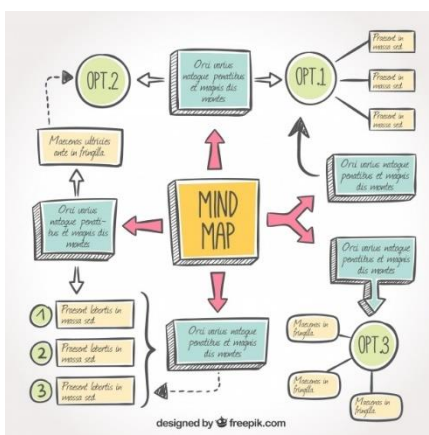 OPT.2
Orci varius
natoque penatibus
et magnis dis
montes
OPT.1
Praesent in
massa sed
Praesent in
massa sed
Praesent in
massa sed
Maecenas ultricies
ante in fringilla.
Orci varius natoque
penatibus et magnis
dis montes
Orci varius
natoque penati-
bus et magnis dis
montes
MIND
MAP
Orci varius natoque
penatibus et magnis
dis montes
1
Praesent lobortis in
massa sed
2
Praesent lobortis in
massa sed
3
Praesent lobortis in
massa sed
Orci varius natoque
penatibus et magnis
dis montes
Maecenas in
fringilla.
OPT.3
Maecenas in
fringilla.
Maecenas in
fringilla.
designed by freepik.com